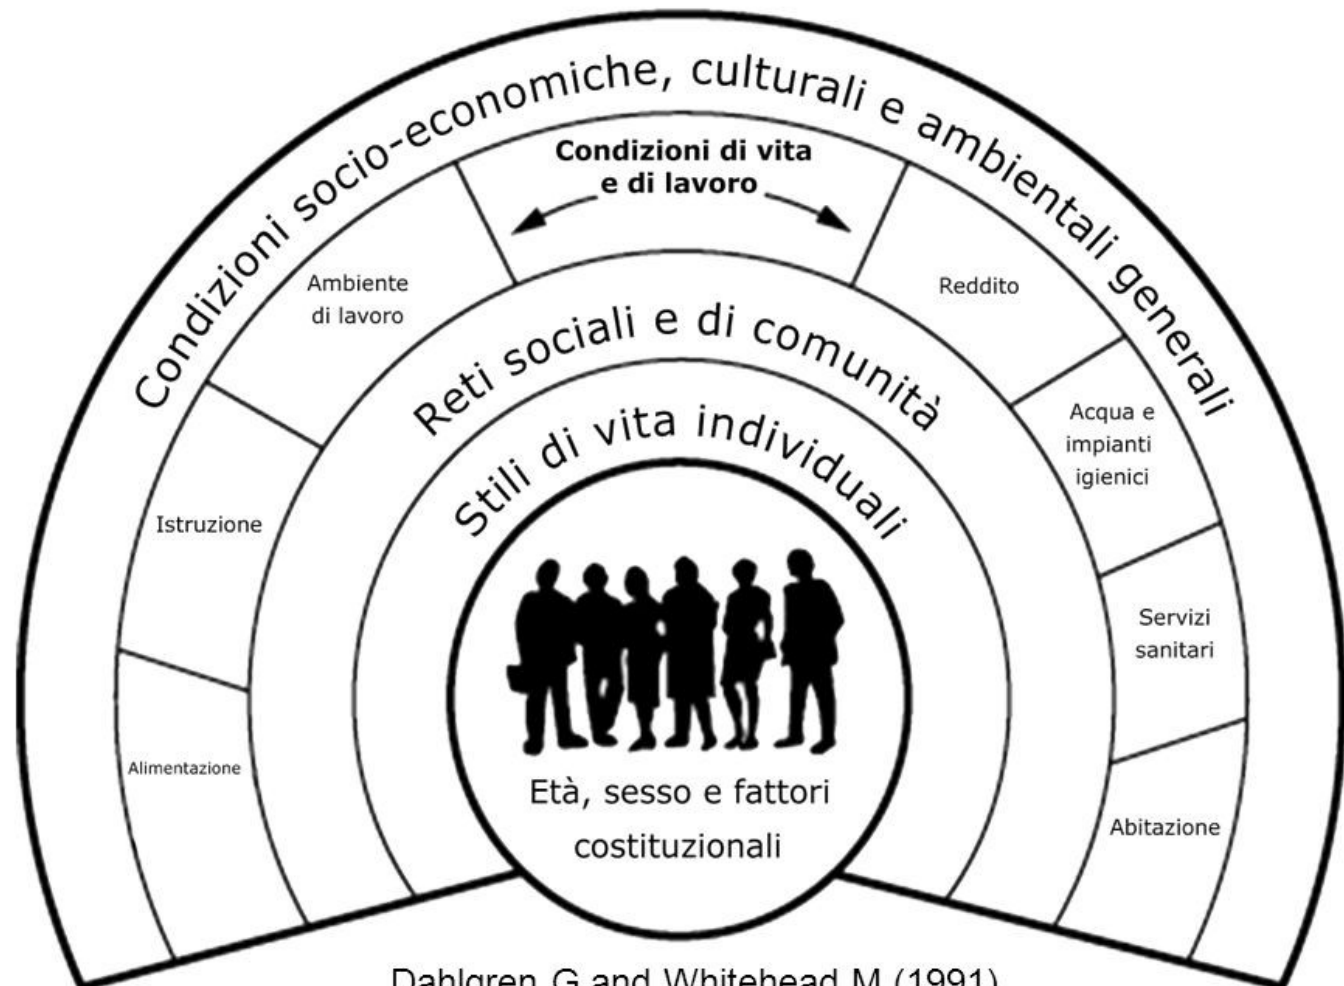 Condizioni socio-economiche, culturali e ambientali generali
Condizioni di vita
e di lavoro
Ambiente
di lavoro
Reddito
Reti sociali e di comunità
Acqua e
impianti
igienici
Stili di vita individuali
Istruzione
Servizi
sanitari
Alimentazione
Età, sesso e fattori
costituzionali
Abitazione
Dahlgren G and Whitehead M (1991)